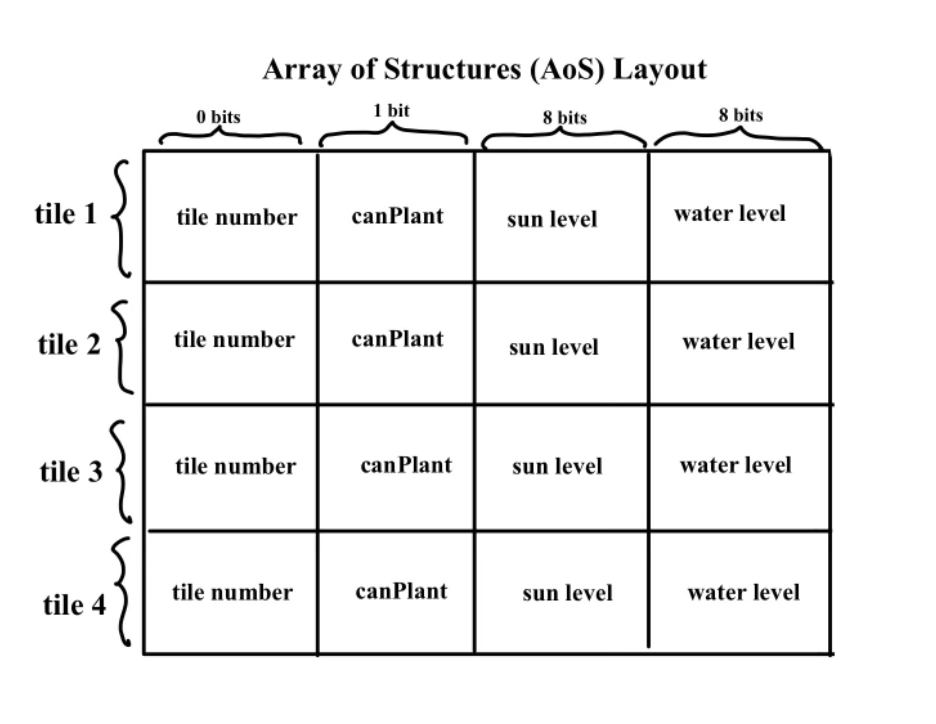 Array of Structures (AoS) Layout
0 bits 1 bit 8 bits 8 bits
tile 1 tile number canPlant sun level water level
tile 2 tile number canPlant sun level water level
tile 3 tile number canPlant sun level water level
tile 4 tile number canPlant sun level water level